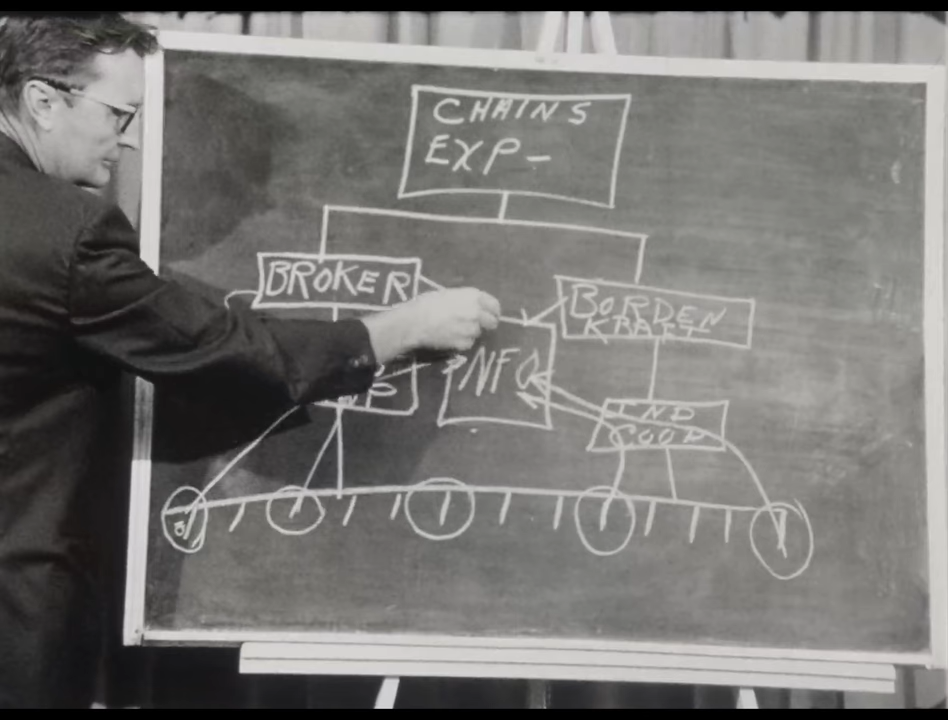 CHAINS
EXP-
BROKER
BORDEN
KRAFT
NFO
IND
COOP